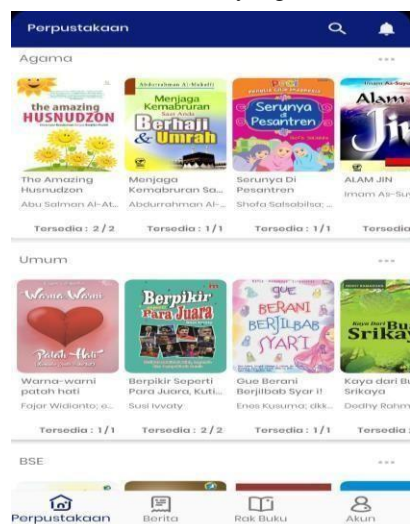 Perpustakaan
Agama
the amazing
HUSNUDZON
Menjaga
Kemabruran
Saat Anda
Berhaji
& Umrah
Serunya
di
Pesantren
Alam
Jin
The Amazing
Husnudzon
Menjaga
Kemabruran Sa...
Serunya Di
Pesantren
ALAM JIN
Abu Salman Al-At...
Abdurrahman Al-...
Shofa Salsabilsa; ...
Imam As-Suy
Tersedia : 2/2
Tersedia : 1/1
Tersedia : 1/1
Tersedia
Umum
Warna-Warni
Patah Hati
Berpikir
Para Juara
gue
BERANI
BERJILBAB
SYAR'I
Kaya Dari Bu
Srikay
Warna-warni
patah hati
Berpikir Seperti
Para Juara, Kuti...
Gue Berani
Berjilbab Syar i!
Kaya dari Bu
Srikaya
Fajar Widianto; e...
Susi Ivvaty
Enes Kusuma; dkk...
Dedhy Rahm
Tersedia : 1/1
Tersedia : 2/2
Tersedia : 1/1
Tersedia :
BSE
Perpustakaan
Berita
Rak Buku
Akun